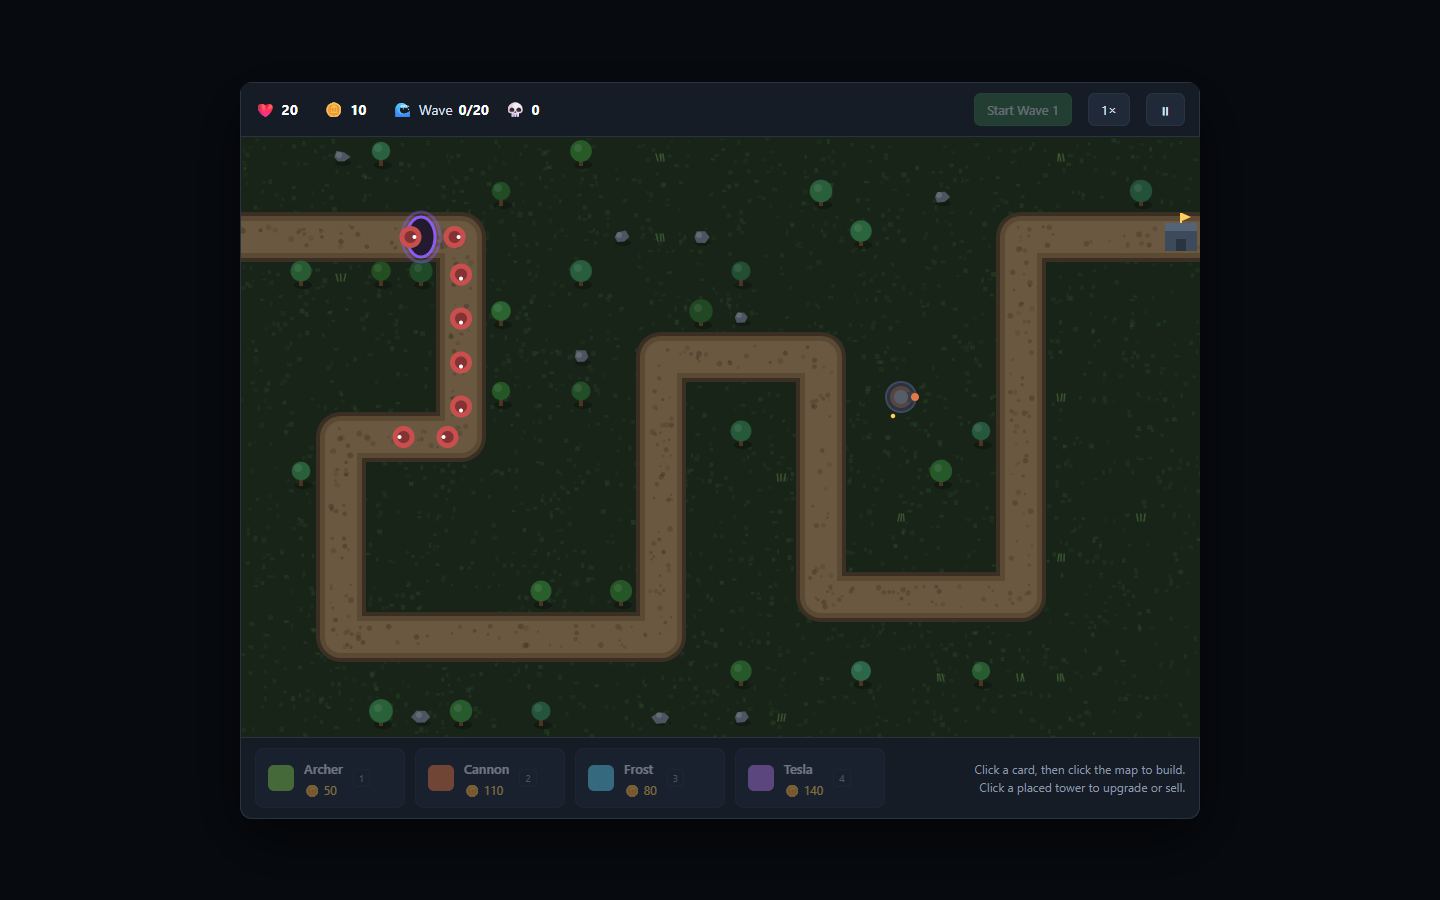 20
10
Wave 0/20
0
Start Wave 1
1×
Archer 1
50
Cannon 2
110
Frost 3
80
Tesla 4
140
Click a card, then click the map to build.
Click a placed tower to upgrade or sell.